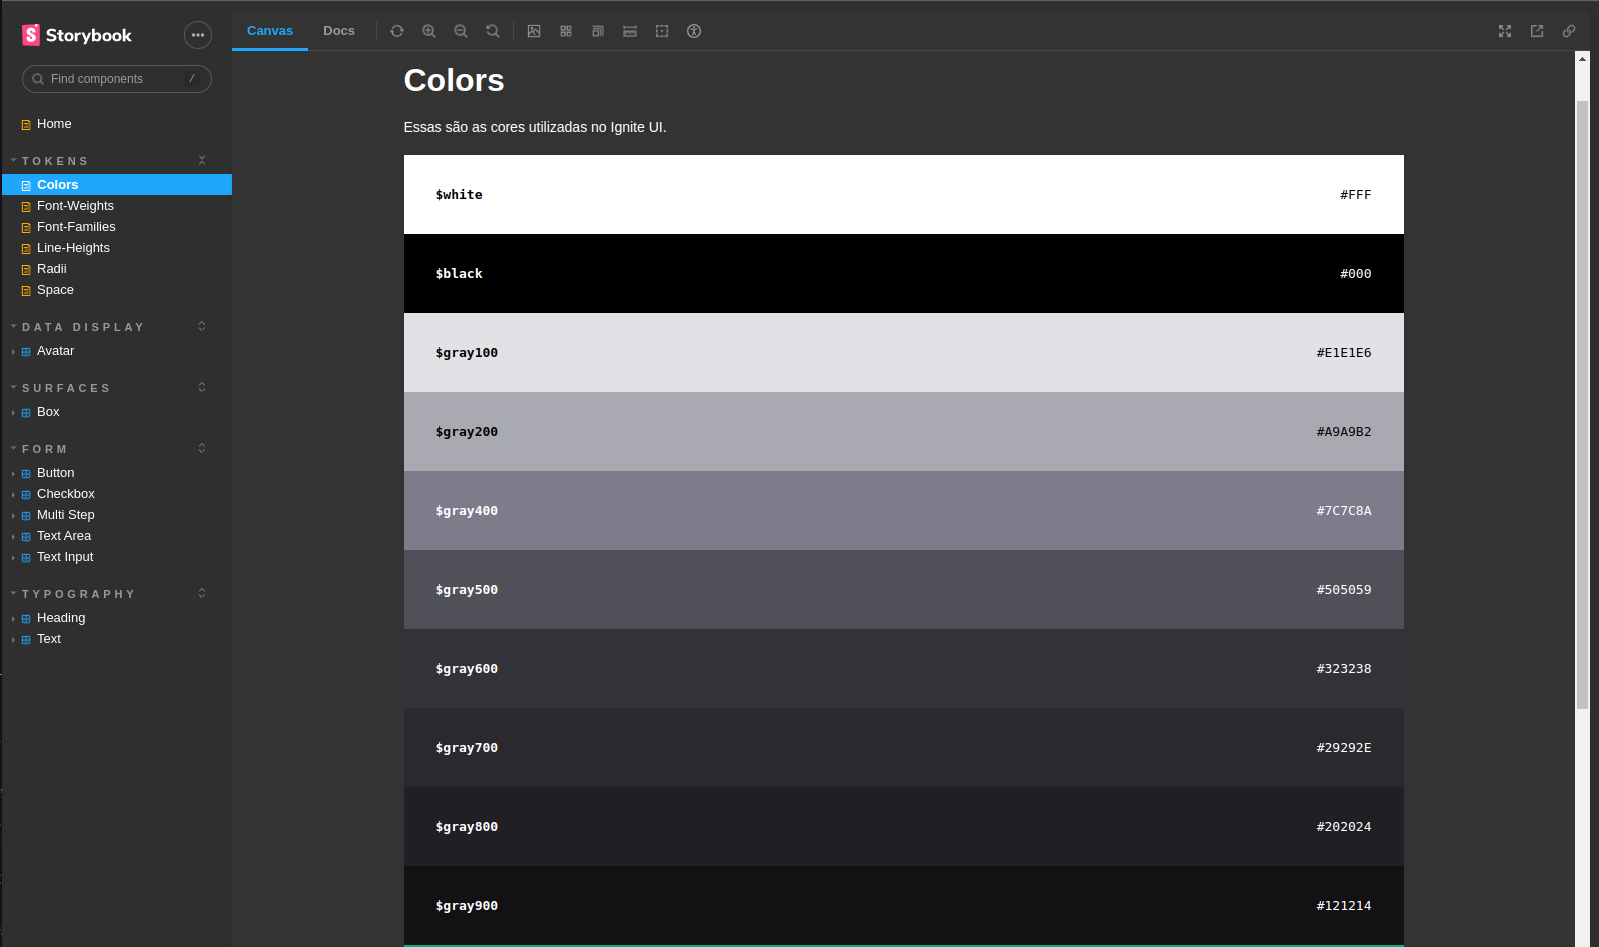 Storybook
Find components
/
Home
TOKENS
Colors
Font-Weights
Font-Families
Line-Heights
Radii
Space
DATA DISPLAY
Avatar
SURFACES
Box
FORM
Button
Checkbox
Multi Step
Text Area
Text Input
TYPOGRAPHY
Heading
Text
Canvas Docs
Colors
Essas são as cores utilizadas no Ignite UI.
$white #FFF
$black #000
$gray100 #E1E1E6
$gray200 #A9A9B2
$gray400 #7C7C8A
$gray500 #505059
$gray600 #323238
$gray700 #29292E
$gray800 #202024
$gray900 #121214